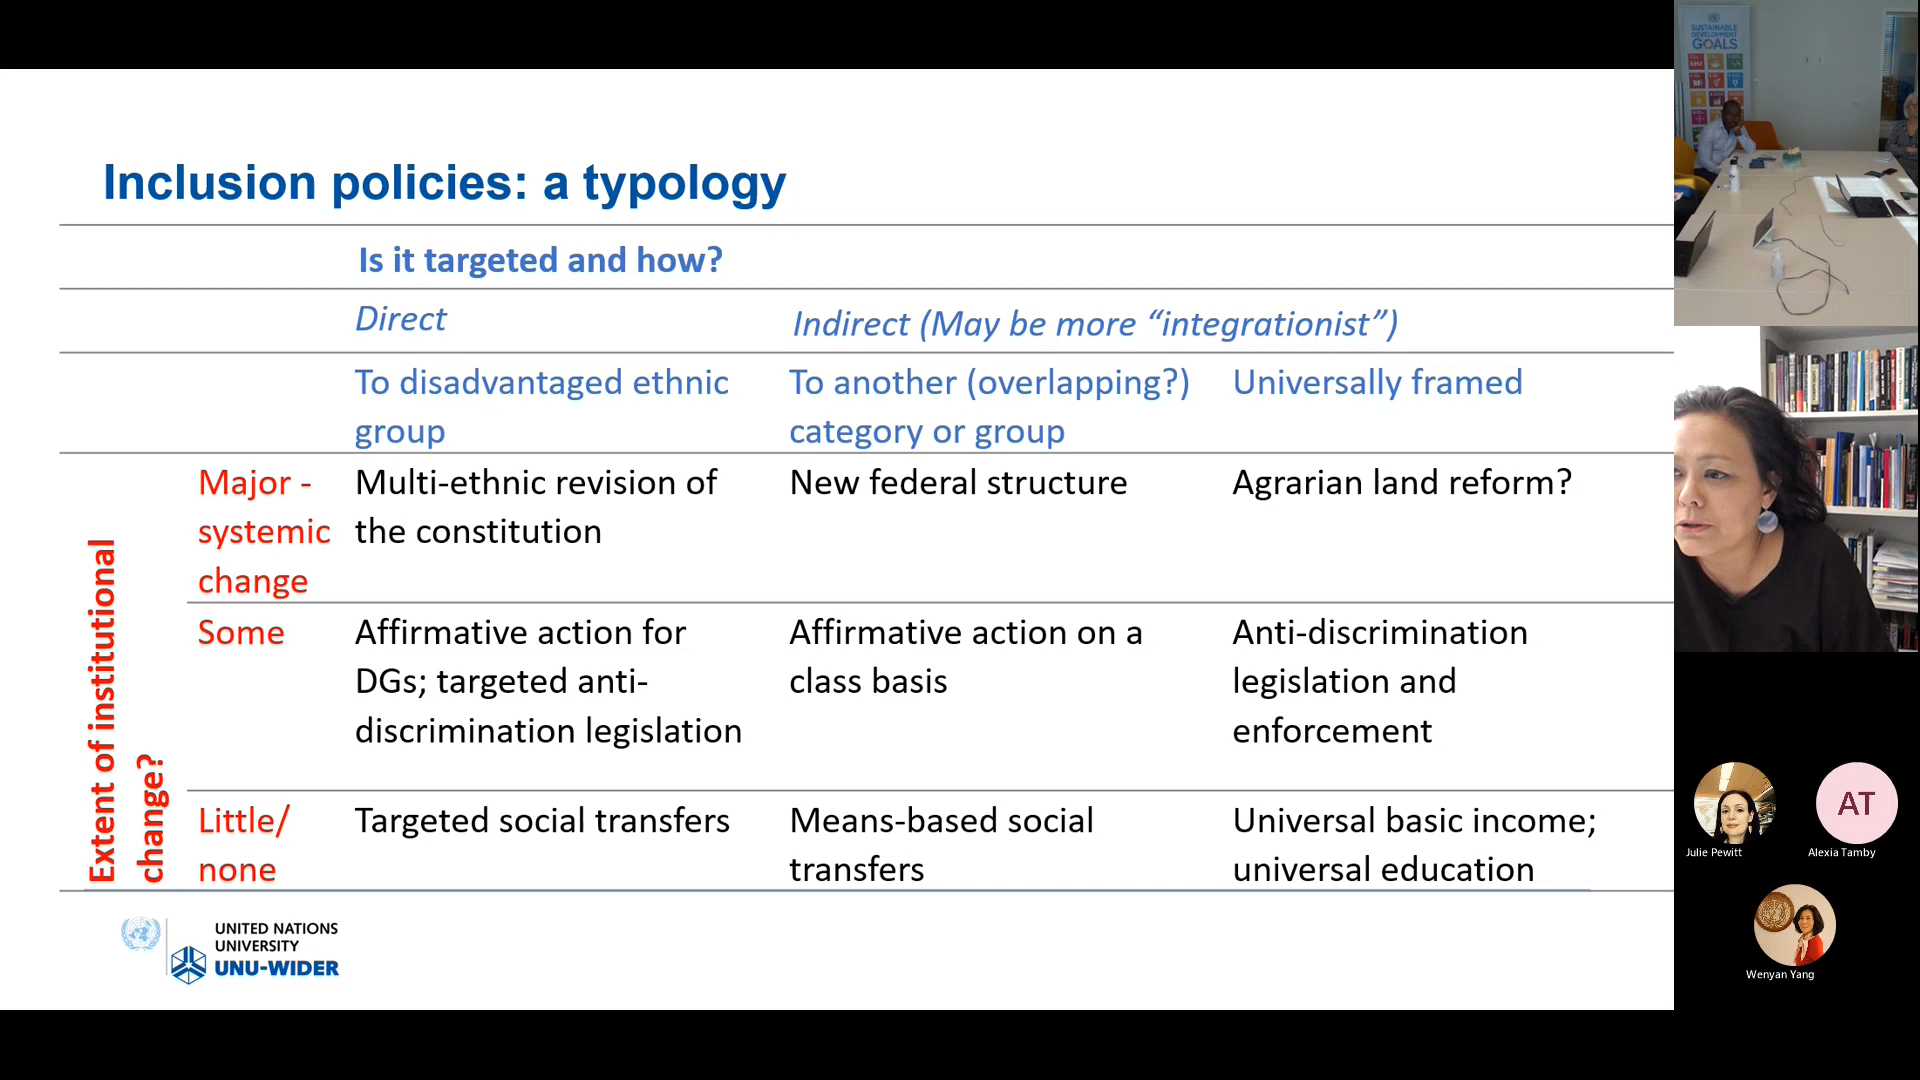 Inclusion policies: a typology
Is it targeted and how?
Direct
Indirect (May be more “integrationist”)
To disadvantaged ethnic
group
To another (overlapping?)
category or group
Universally framed
Extent of institutional
change?
Major -
systemic
change
Multi-ethnic revision of
the constitution
New federal structure
Agrarian land reform?
Some
Affirmative action for
DGs; targeted anti-
discrimination legislation
Affirmative action on a
class basis
Anti-discrimination
legislation and
enforcement
Little/
none
Targeted social transfers
Means-based social
transfers
Universal basic income;
universal education
UNITED NATIONS
UNIVERSITY
UNU-WIDER
SUSTAINABLE
DEVELOPMENT
GOALS
Julie Pewitt
AT
Alexia Tamby
Wenyan Yang